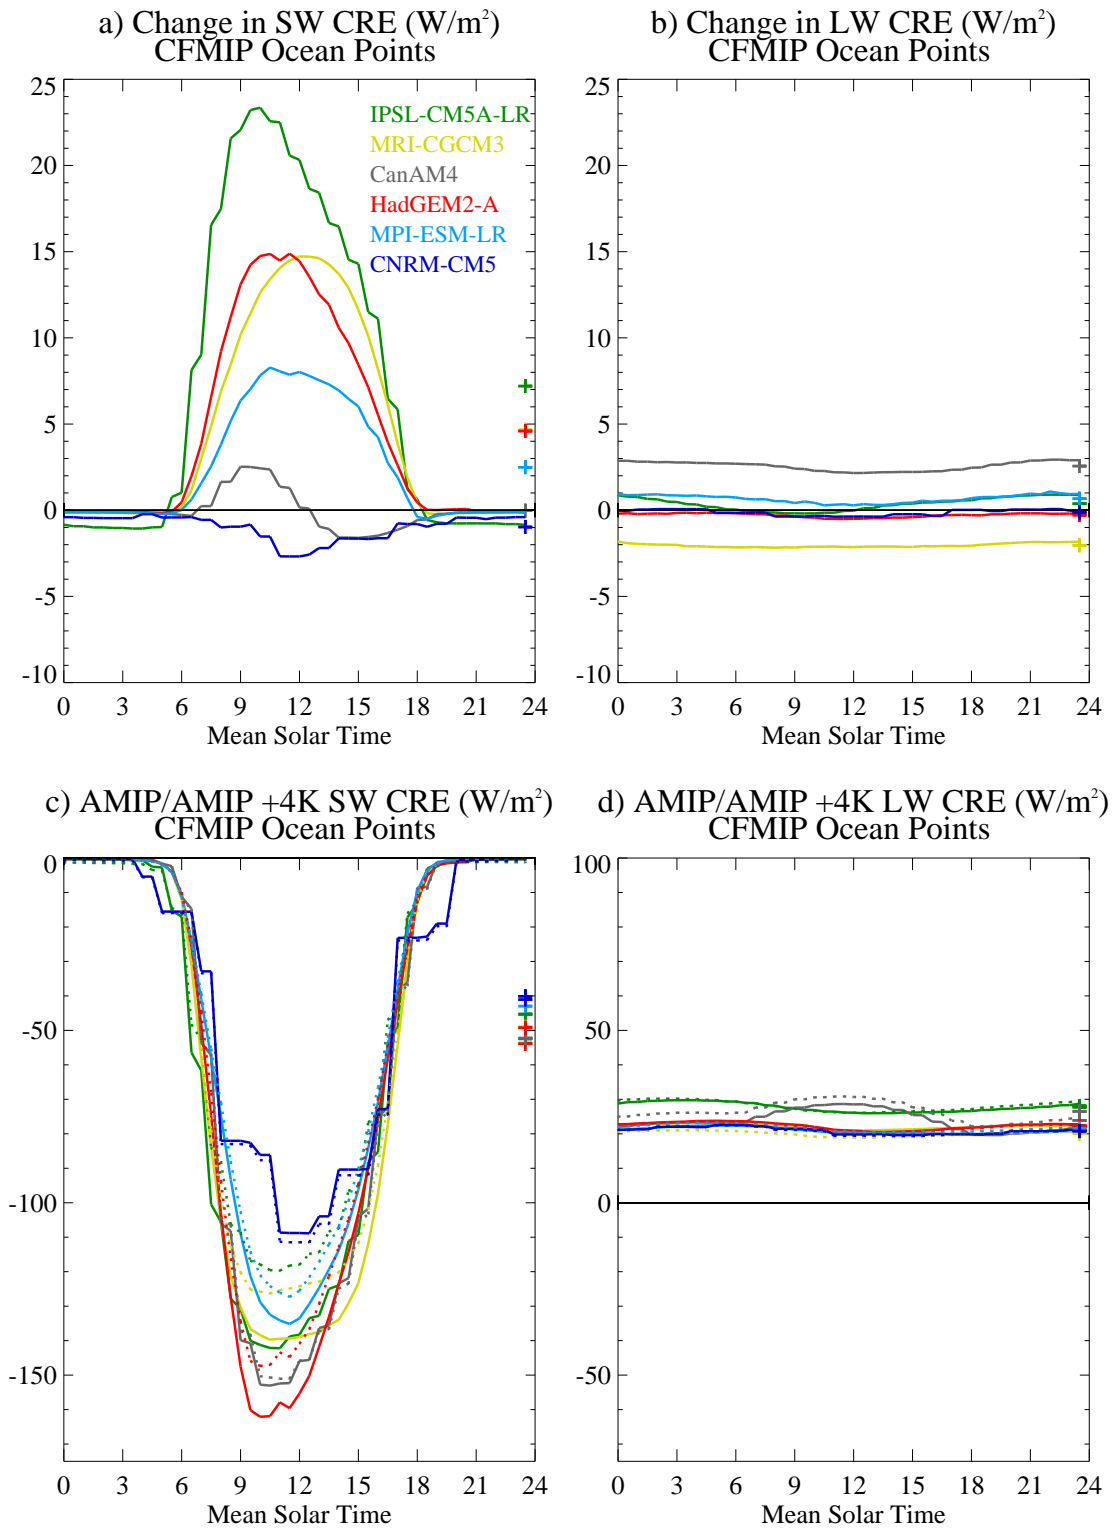 a) Change in SW CRE (W/m²)
CFMIP Ocean Points
25
20
15
10
5
0
-5
-10
IPSL-CM5A-LR
MRI-CGCM3
CanAM4
HadGEM2-A
MPI-ESM-LR
CNRM-CM5
0 3 6 9 12 15 18 21 24
Mean Solar Time
b) Change in LW CRE (W/m²)
CFMIP Ocean Points
25
20
15
10
5
0
-5
-10
0 3 6 9 12 15 18 21 24
Mean Solar Time
c) AMIP/AMIP +4K SW CRE (W/m²)
CFMIP Ocean Points
0
-50
-100
-150
0 3 6 9 12 15 18 21 24
Mean Solar Time
d) AMIP/AMIP +4K LW CRE (W/m²)
CFMIP Ocean Points
100
50
0
-50
0 3 6 9 12 15 18 21 24
Mean Solar Time